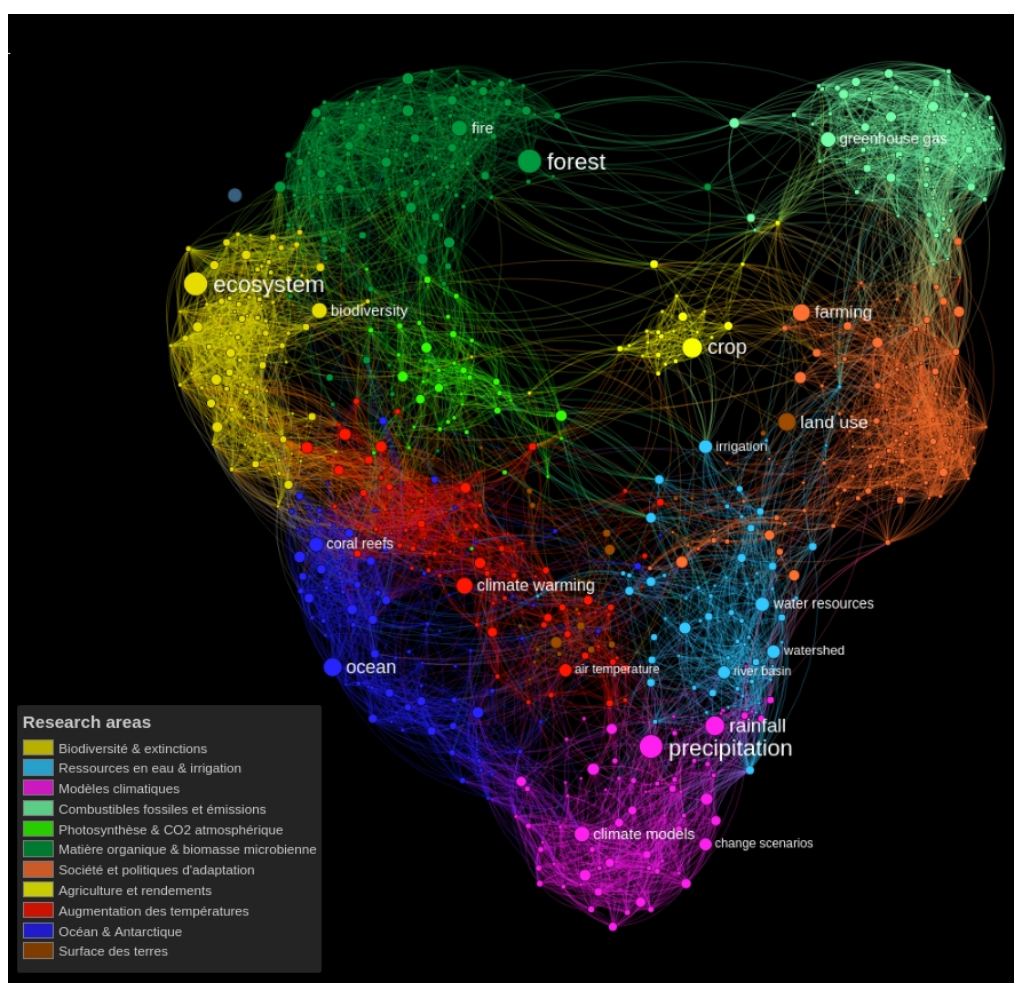 fire
forest
greenhouse gas
ecosystem
biodiversity
farming
crop
land use
irrigation
coral reefs
climate warming
water resources
watershed
ocean
air temperature
river basin
rainfall
precipitation
climate models
change scenarios
Research areas
Biodiversité & extinctions
Ressources en eau & irrigation
Modèles climatiques
Combustibles fossiles et émissions
Photosynthèse & CO2 atmosphérique
Matière organique & biomasse microbienne
Société et politiques d'adaptation
Agriculture et rendements
Augmentation des températures
Océan & Antarctique
Surface des terres